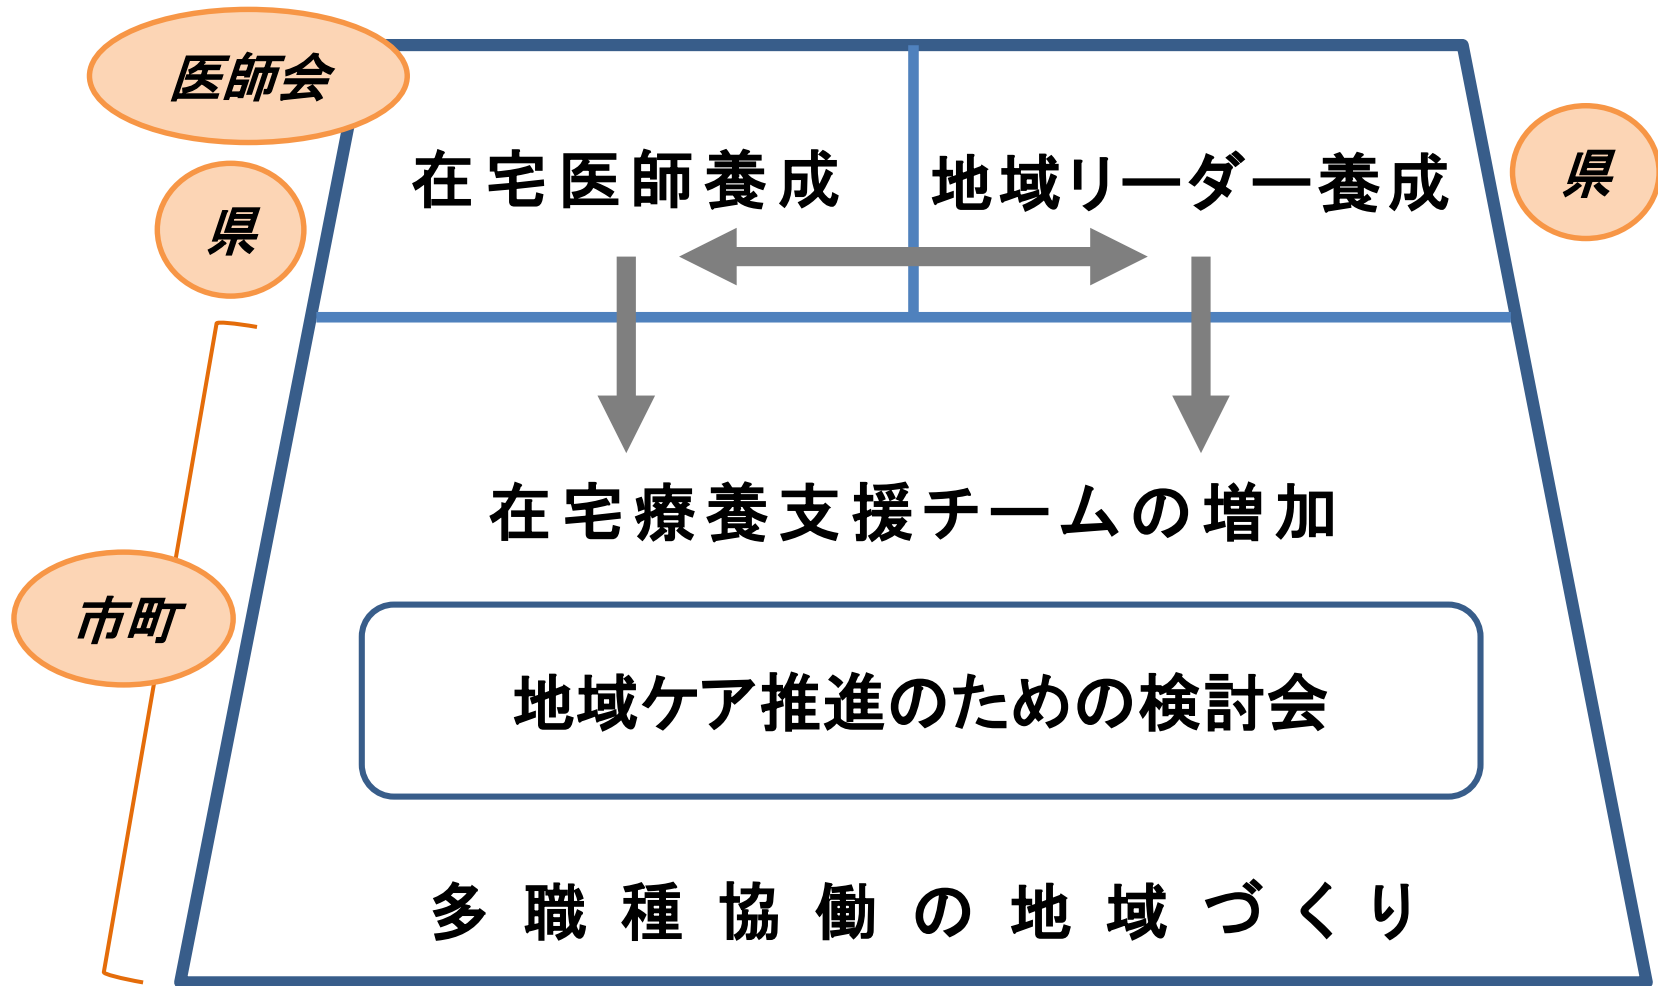 医師会
県
在宅医師養成
地域リーダー養成
県
在宅療養支援チームの増加
市町
地域ケア推進のための検討会
多職種協働の地域づくり